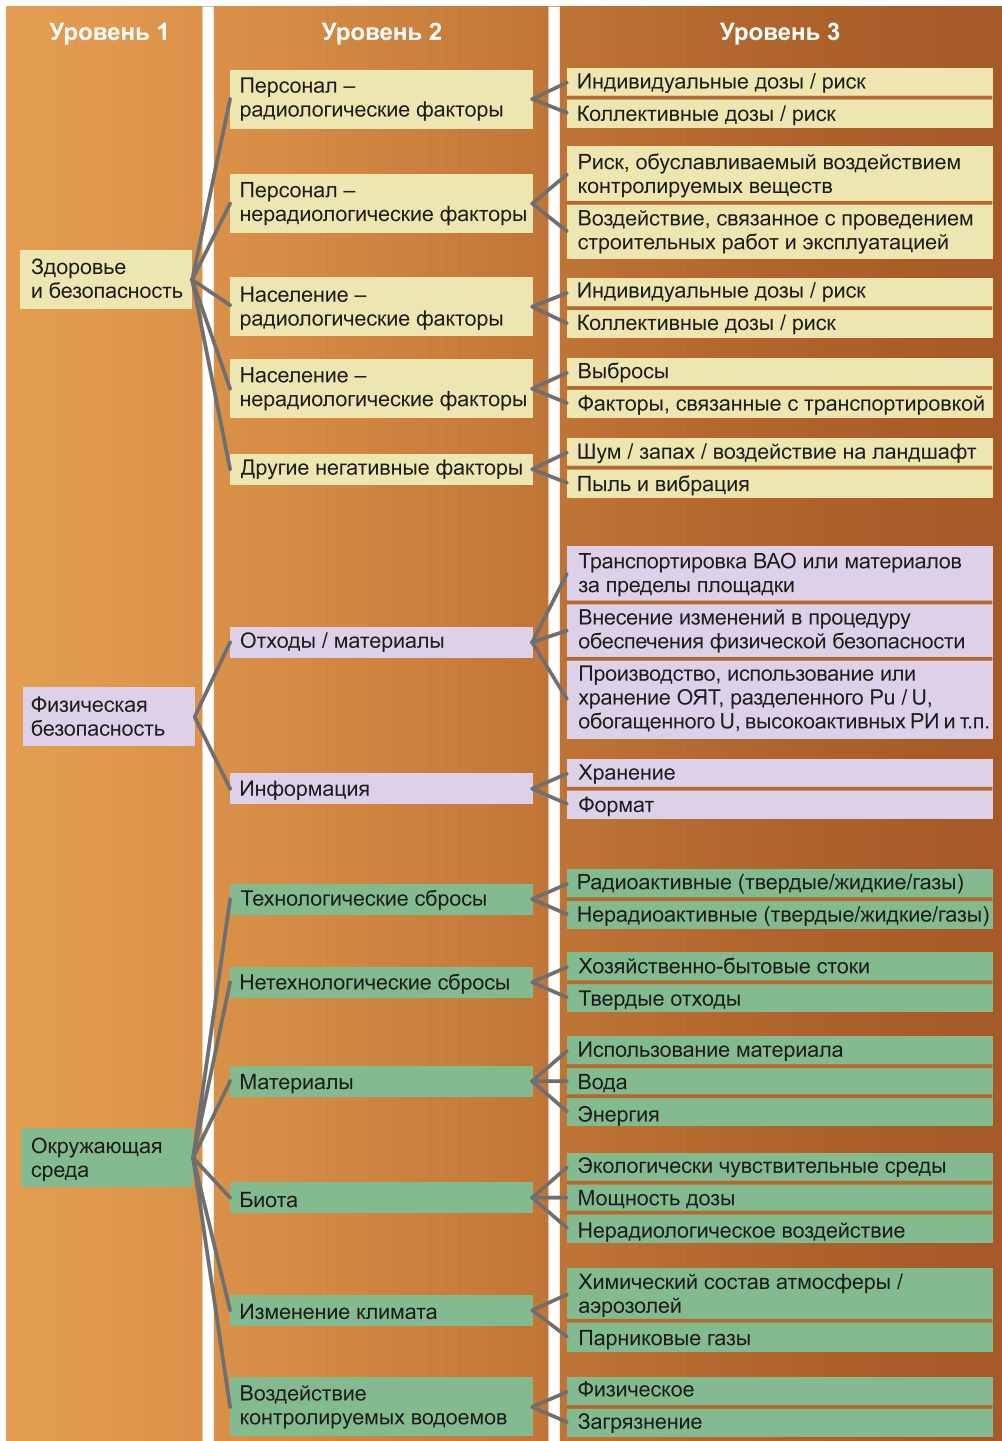 Уровень 1
Уровень 2
Уровень 3
Здоровье
и безопасность
Персонал –
радиологические факторы
Индивидуальные дозы / риск
Коллективные дозы / риск
Персонал –
нерадиологические факторы
Риск, обуславливаемый воздействием
контролируемых веществ
Воздействие, связанное с проведением
строительных работ и эксплуатацией
Население –
радиологические факторы
Индивидуальные дозы / риск
Коллективные дозы / риск
Население –
нерадиологические факторы
Выбросы
Факторы, связанные с транспортировкой
Другие негативные факторы
Шум / запах / воздействие на ландшафт
Пыль и вибрация
Физическая
безопасность
Отходы / материалы
Транспортировка ВАО или материалов
за пределы площадки
Внесение изменений в процедуру
обеспечения физической безопасности
Производство, использование или
хранение ОЯТ, разделенного Pu / U,
обогащенного U, высокоактивных РИ и т.п.
Информация
Хранение
Формат
Окружающая
среда
Технологические сбросы
Радиоактивные (твердые/жидкие/газы)
Нерадиоактивные (твердые/жидкие/газы)
Нетехнологические сбросы
Хозяйственно-бытовые стоки
Твердые отходы
Материалы
Использование материала
Вода
Энергия
Биота
Экологически чувствительные среды
Мощность дозы
Нерадиологическое воздействие
Изменение климата
Химический состав атмосферы /
аэрозолей
Парниковые газы
Воздействие
контролируемых водоемов
Физическое
Загрязнение